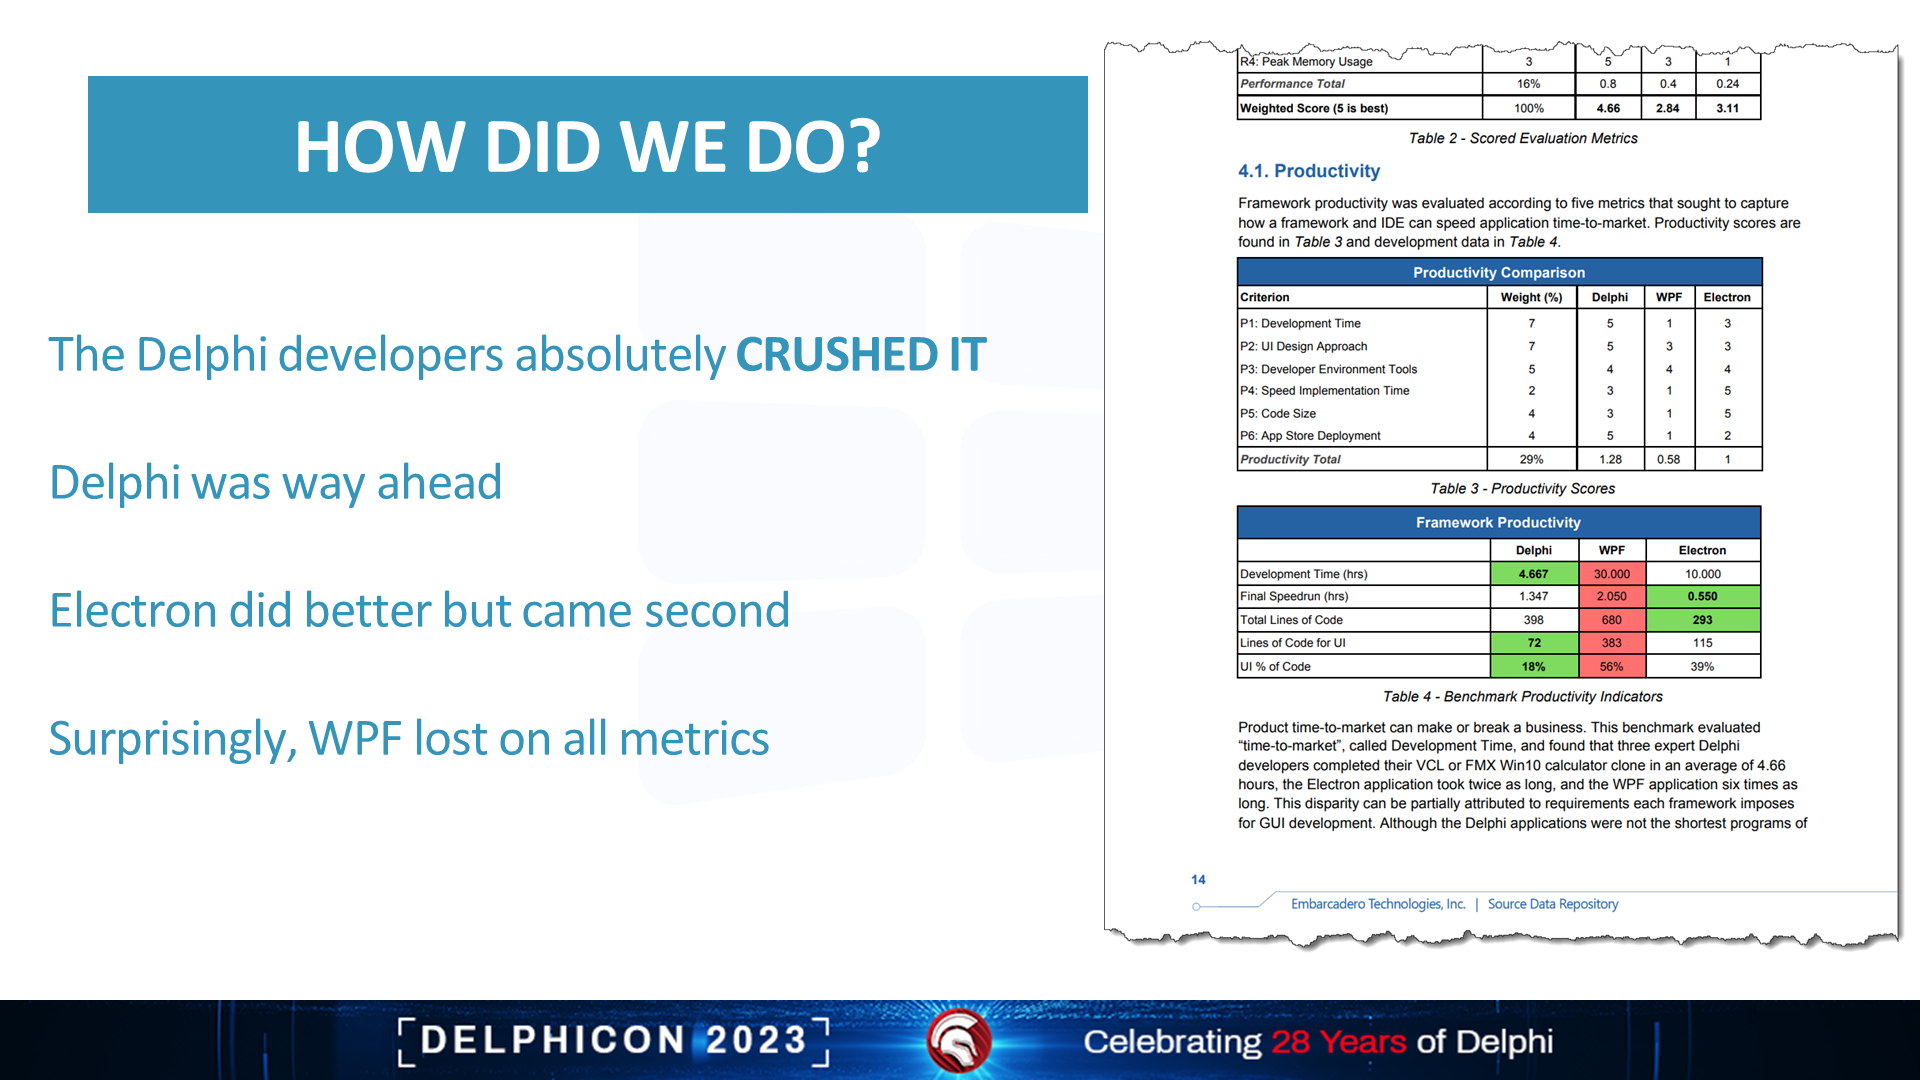 HOW DID WE DO?
The Delphi developers absolutely CRUSHED IT
Delphi was way ahead
Electron did better but came second
Surprisingly, WPF lost on all metrics
R4: Peak Memory Usage 3 5 3 1
Performance Total 16% 0.8 0.4 0.24
Weighted Score (5 is best) 100% 4.66 2.84 3.11
Table 2 - Scored Evaluation Metrics
4.1. Productivity
Framework productivity was evaluated according to five metrics that sought to capture
how a framework and IDE can speed application time-to-market. Productivity scores are
found in Table 3 and development data in Table 4.
Productivity Comparison
Criterion Weight (%) Delphi WPF Electron
P1: Development Time 7 5 1 3
P2: UI Design Approach 7 5 3 3
P3: Developer Environment Tools 5 4 4 4
P4: Speed Implementation Time 2 3 1 5
P5: Code Size 4 3 1 5
P6: App Store Deployment 4 5 1 2
Productivity Total 29% 1.28 0.58 1
Table 3 - Productivity Scores
Framework Productivity
Delphi WPF Electron
Development Time (hrs) 4.667 30.000 10.000
Final Speedrun (hrs) 1.347 2.050 0.550
Total Lines of Code 398 680 293
Lines of Code for UI 72 383 115
UI % of Code 18% 56% 39%
Table 4 - Benchmark Productivity Indicators
Product time-to-market can make or break a business. This benchmark evaluated
“time-to-market”, called Development Time, and found that three expert Delphi
developers completed their VCL or FMX Win10 calculator clone in an average of 4.66
hours, the Electron application took twice as long, and the WPF application six times as
long. This disparity can be partially attributed to requirements each framework imposes
for GUI development. Although the Delphi applications were not the shortest programs of
14
Embarcadero Technologies, Inc. | Source Data Repository
[DELPHICON 2023]
Celebrating 28 Years of Delphi